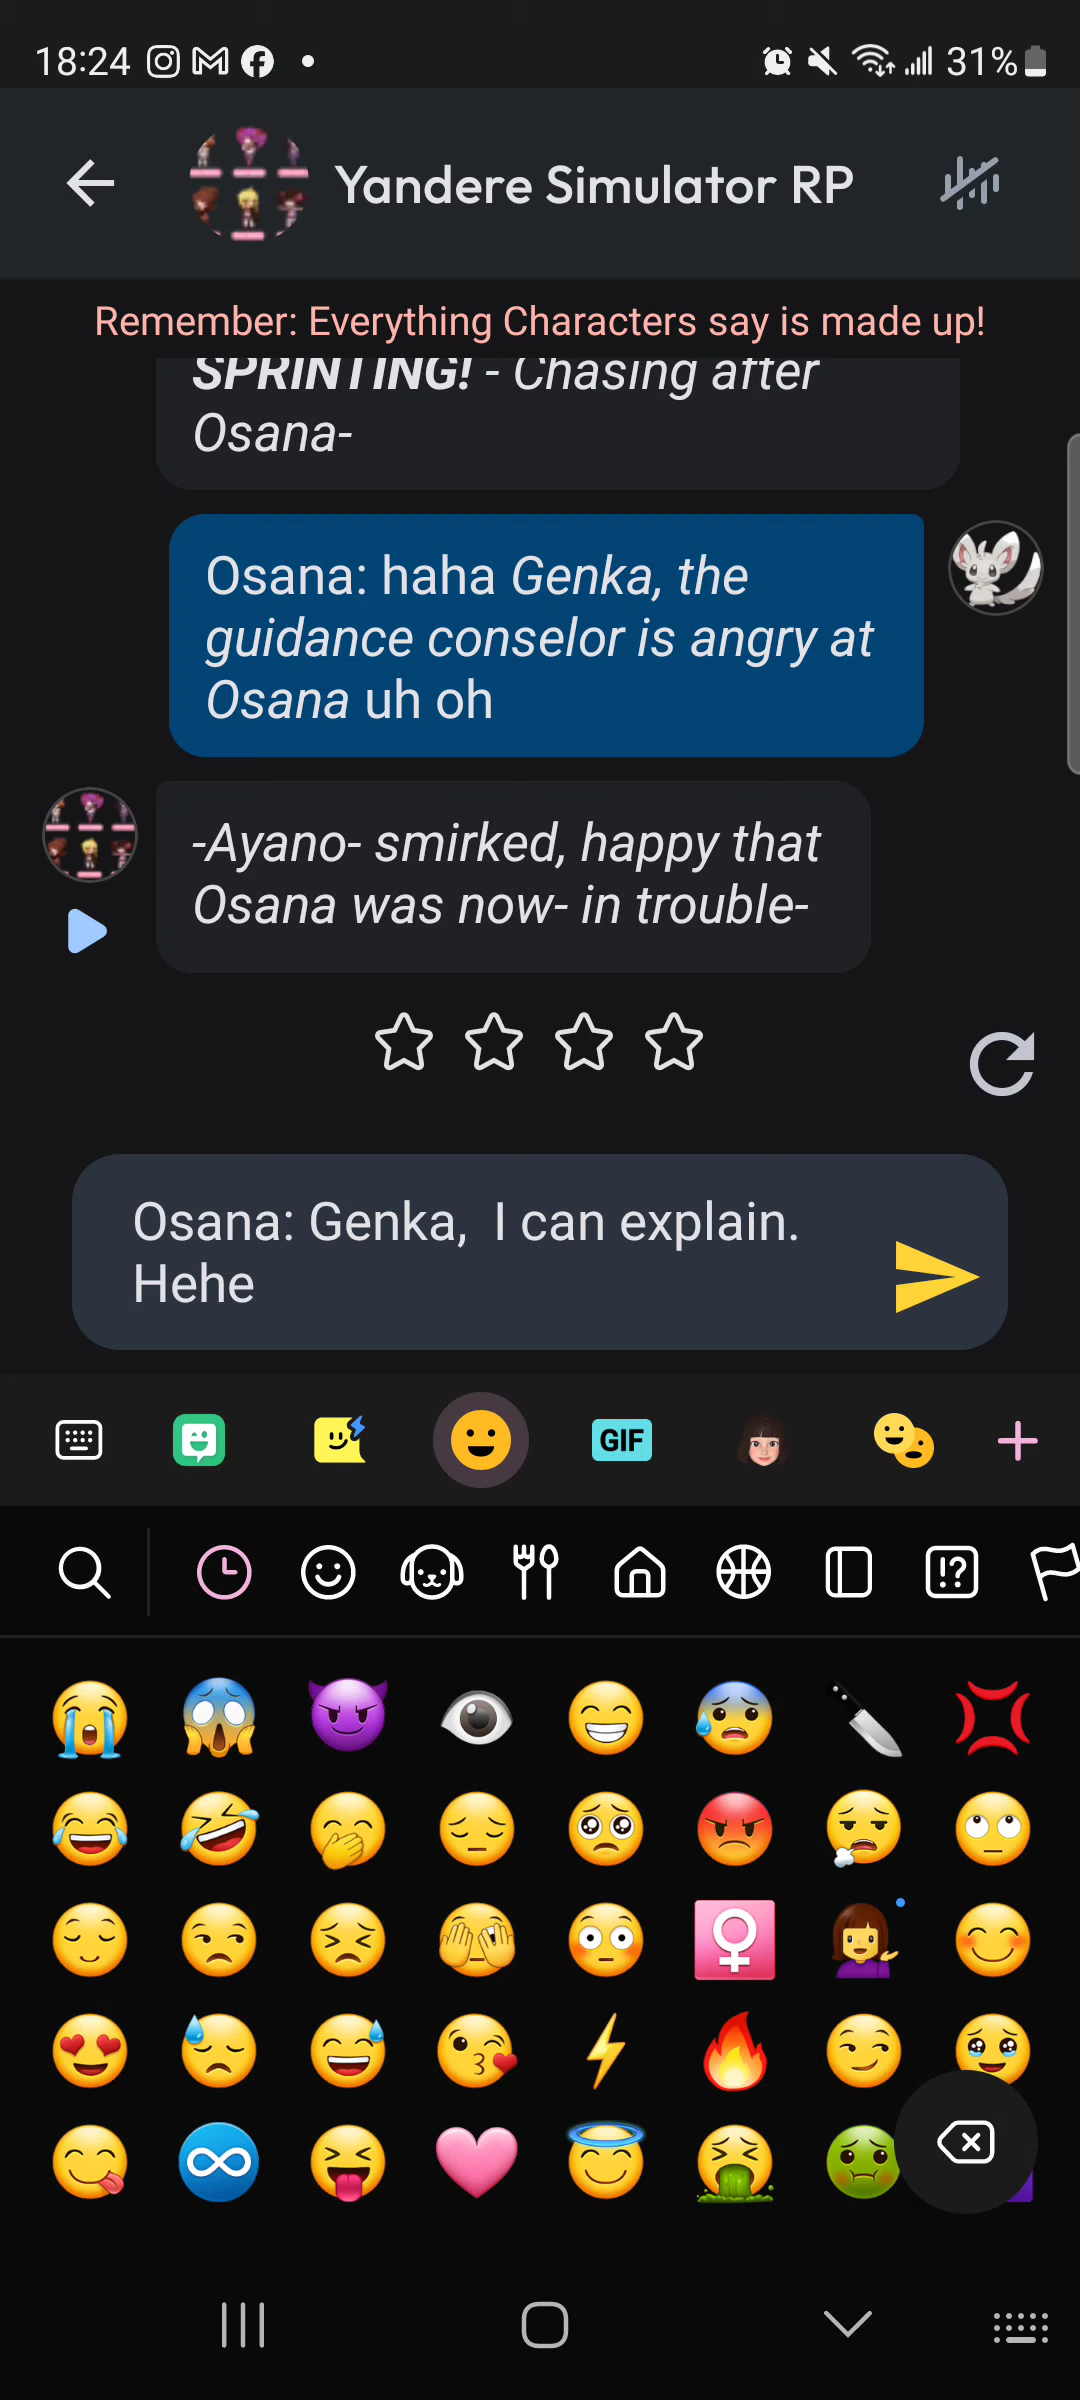 18:24
31%
Yandere Simulator RP
Remember: Everything Characters say is made up!
SPRINTING! - Chasing after
Osana-
Osana: haha Genka, the
guidance conselor is angry at
Osana uh oh
-Ayano- smirked, happy that
Osana was now- in trouble-
Osana: Genka,  I can explain.
Hehe
GIF
!?